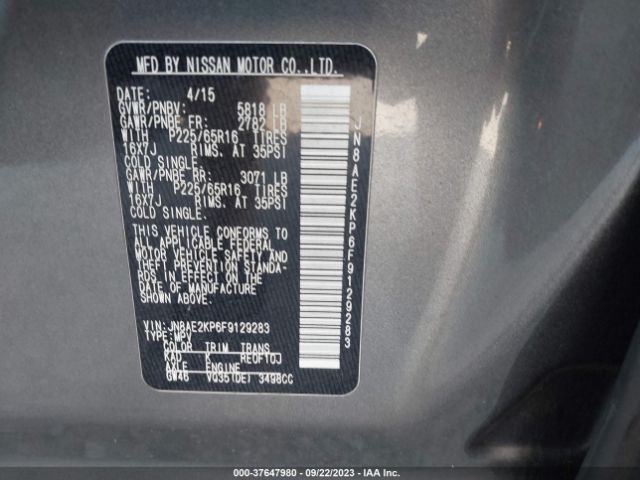 MFD BY NISSAN MOTOR CO.,LTD.
DATE: 4/15
GVWR/PNBV: 5818 LB
GAWR/PNBE FR: 2782 LB
WITH P225/65R16 TIRES
16X7J RIMS. AT 35PSI
COLD SINGLE.
GAWR/PNBE RR: 3071 LB
WITH P225/65R16 TIRES
16X7J RIMS. AT 35PSI
COLD SINGLE.
THIS VEHICLE CONFORMS TO
ALL APPLICABLE FEDERAL
MOTOR VEHICLE SAFETY AND
THEFT PREVENTION STANDA-
RDS IN EFFECT ON THE
DATE OF MANUFACTURE
SHOWN ABOVE.
VIN: JN8AE2KP6F9129283
TYPE: MPV
COLOR TRIM TRANS
KAD K RE0F10J
AXLE ENGINE
GW46 VQ35(DE) 3498CC
JN8AE2KP6F9129283
000-37647980 - 09/22/2023 - IAA Inc.